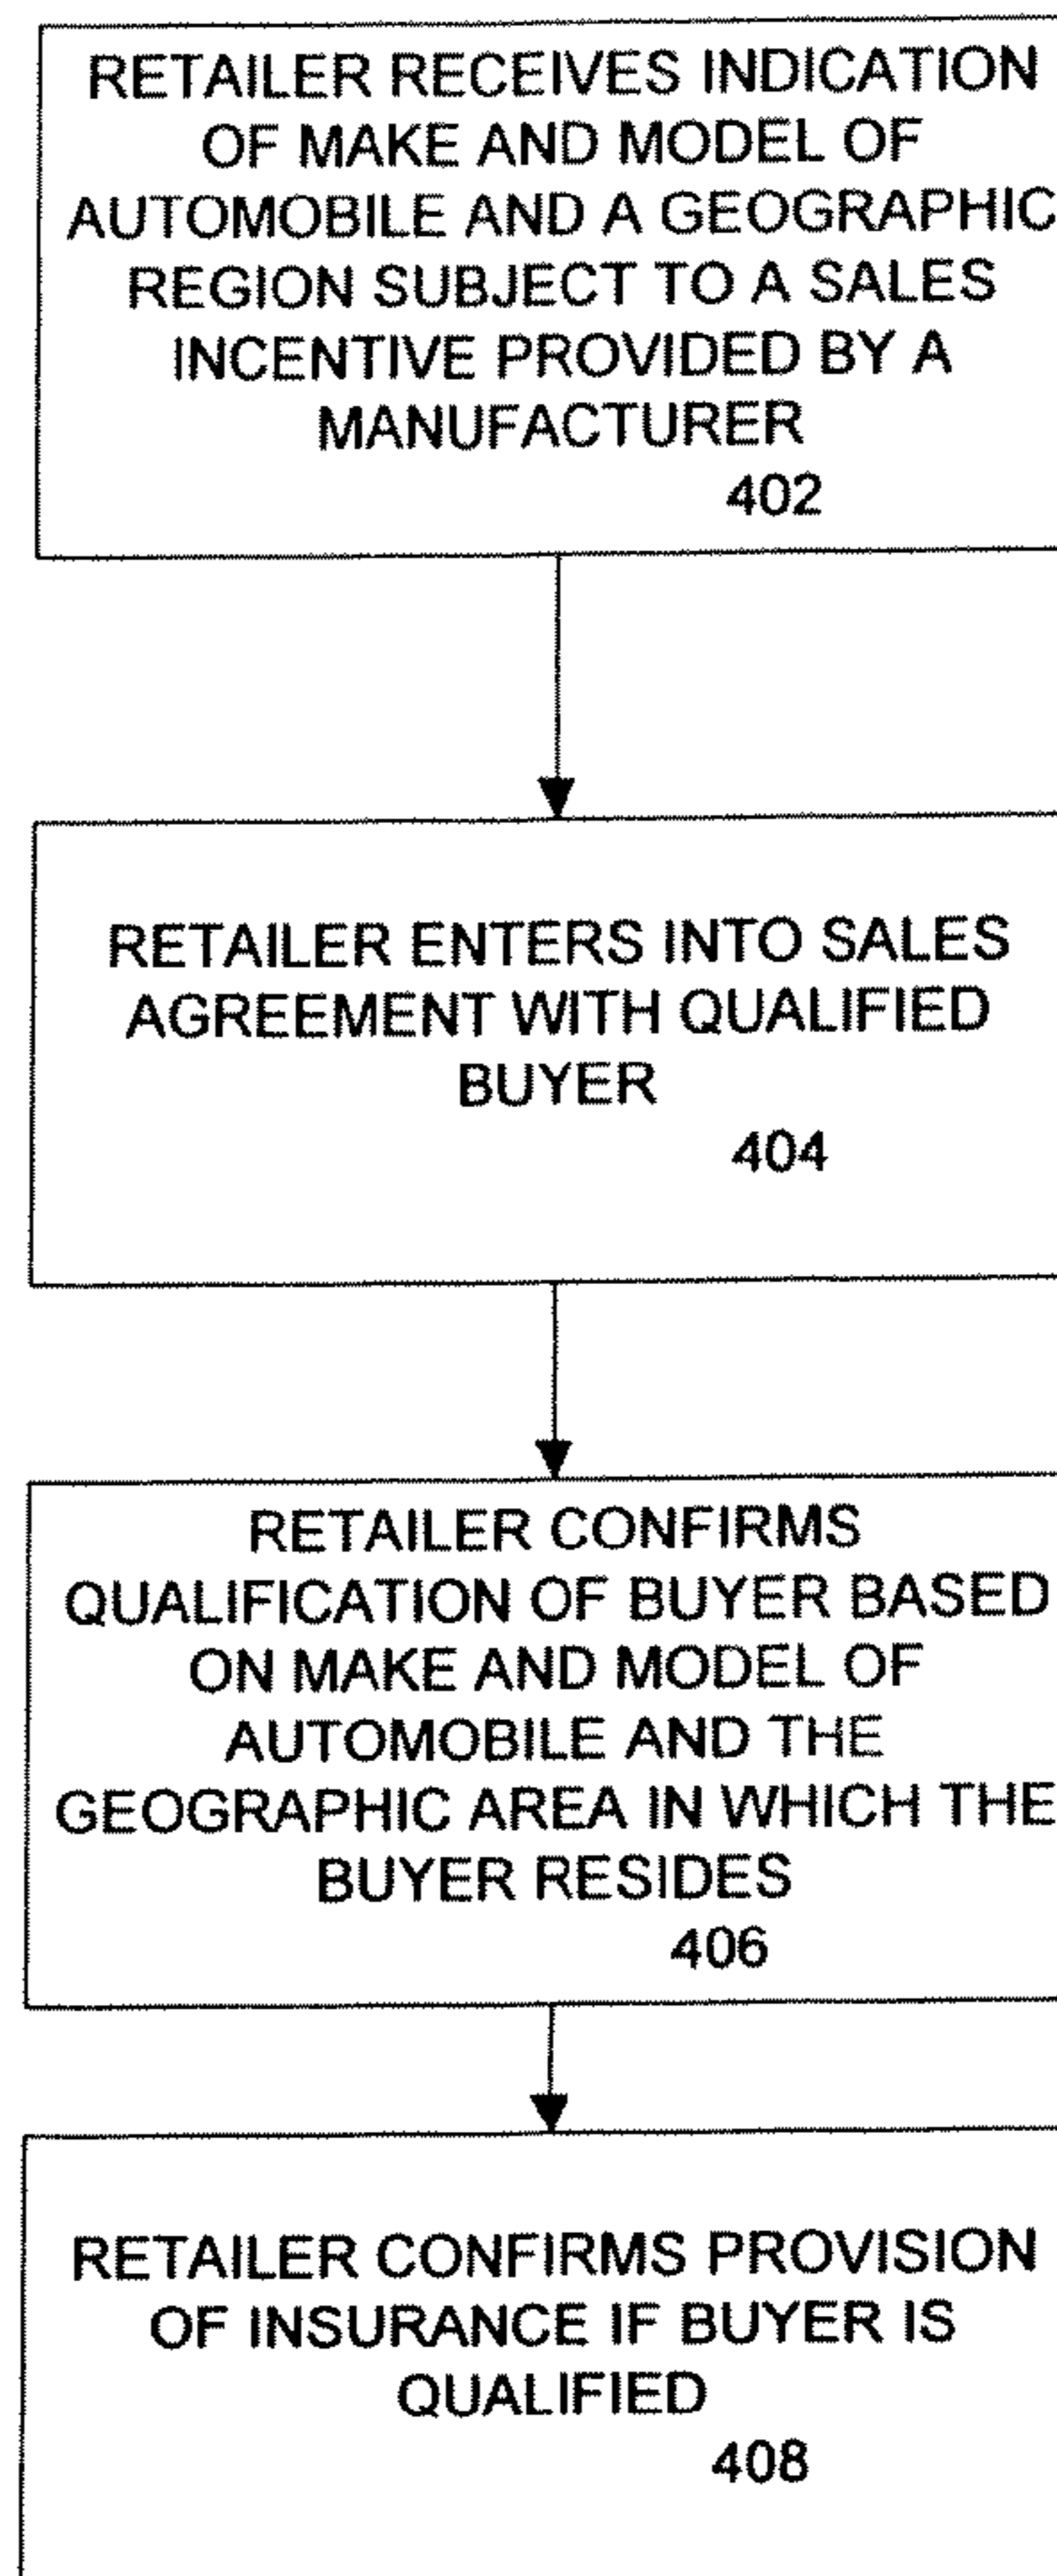 RETAILER RECEIVES INDICATION
OF MAKE AND MODEL OF
AUTOMOBILE AND A GEOGRAPHIC
REGION SUBJECT TO A SALES
INCENTIVE PROVIDED BY A
MANUFACTURER
402
RETAILER ENTERS INTO SALES
AGREEMENT WITH QUALIFIED
BUYER
404
RETAILER CONFIRMS
QUALIFICATION OF BUYER BASED
ON MAKE AND MODEL OF
AUTOMOBILE AND THE
GEOGRAPHIC AREA IN WHICH THE
BUYER RESIDES
406
RETAILER CONFIRMS PROVISION
OF INSURANCE IF BUYER IS
QUALIFIED
408